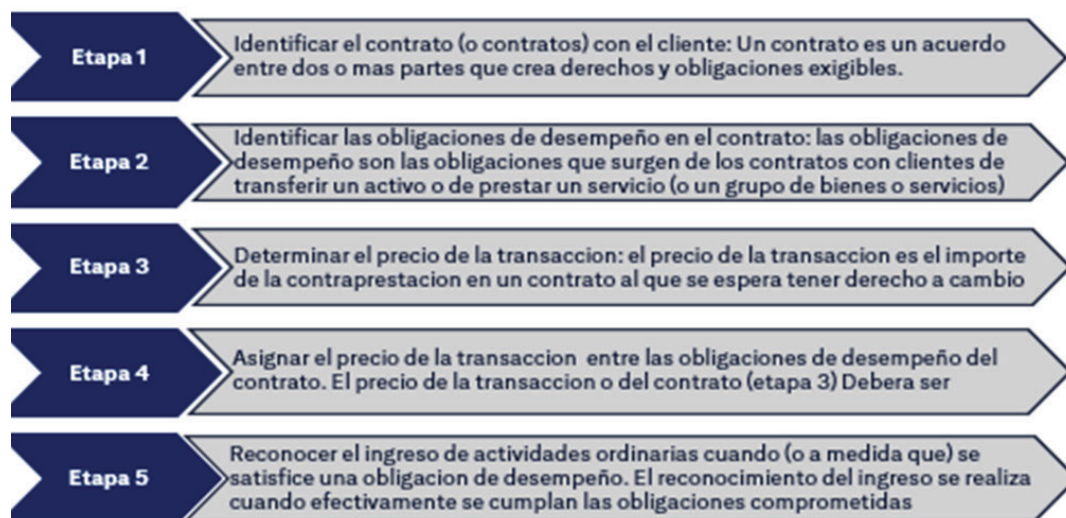 Etapa 1
Identificar el contrato (o contratos) con el cliente: Un contrato es un acuerdo
entre dos o mas partes que crea derechos y obligaciones exigibles.
Etapa 2
Identificar las obligaciones de desempeño en el contrato: las obligaciones de
desempeño son las obligaciones que surgen de los contratos con clientes de
transferir un activo o de prestar un servicio (o un grupo de bienes o servicios)
Etapa 3
Determinar el precio de la transaccion: el precio de la transaccion es el importe
de la contraprestacion en un contrato al que se espera tener derecho a cambio
Etapa 4
Asignar el precio de la transaccion entre las obligaciones de desempeño del
contrato. El precio de la transaccion o del contrato (etapa 3) Debera ser
Etapa 5
Reconocer el ingreso de actividades ordinarias cuando (o a medida que) se
satisfice una obligacion de desempeño. El reconocimiento del ingreso se realiza
cuando efectivamente se cumplan las obligaciones comprometidas